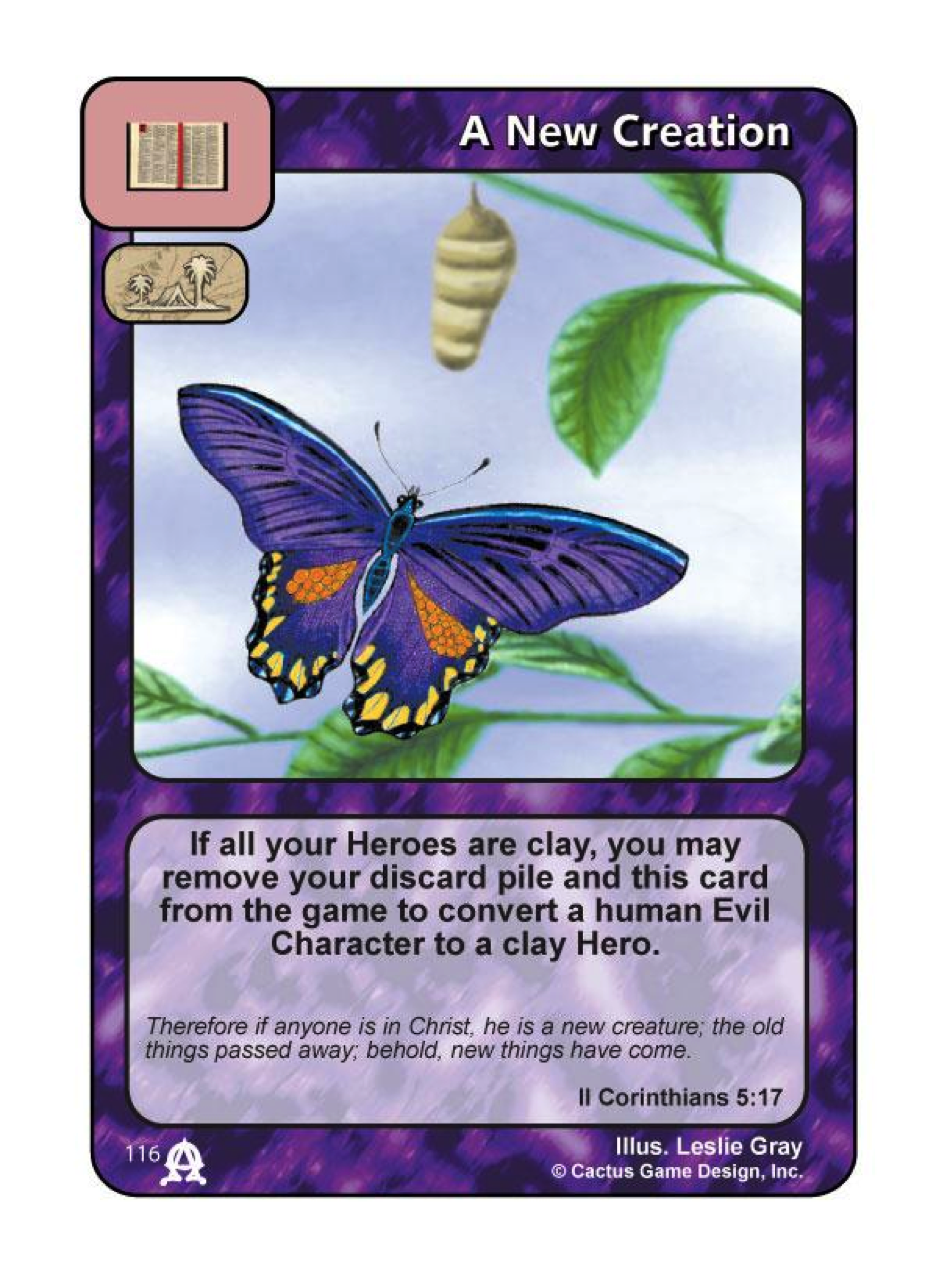 A New Creation
If all your Heroes are clay, you may
remove your discard pile and this card
from the game to convert a human Evil
Character to a clay Hero.
Therefore if anyone is in Christ, he is a new creature; the old
things passed away; behold, new things have come.
II Corinthians 5:17
116
Illus. Leslie Gray
© Cactus Game Design, Inc.